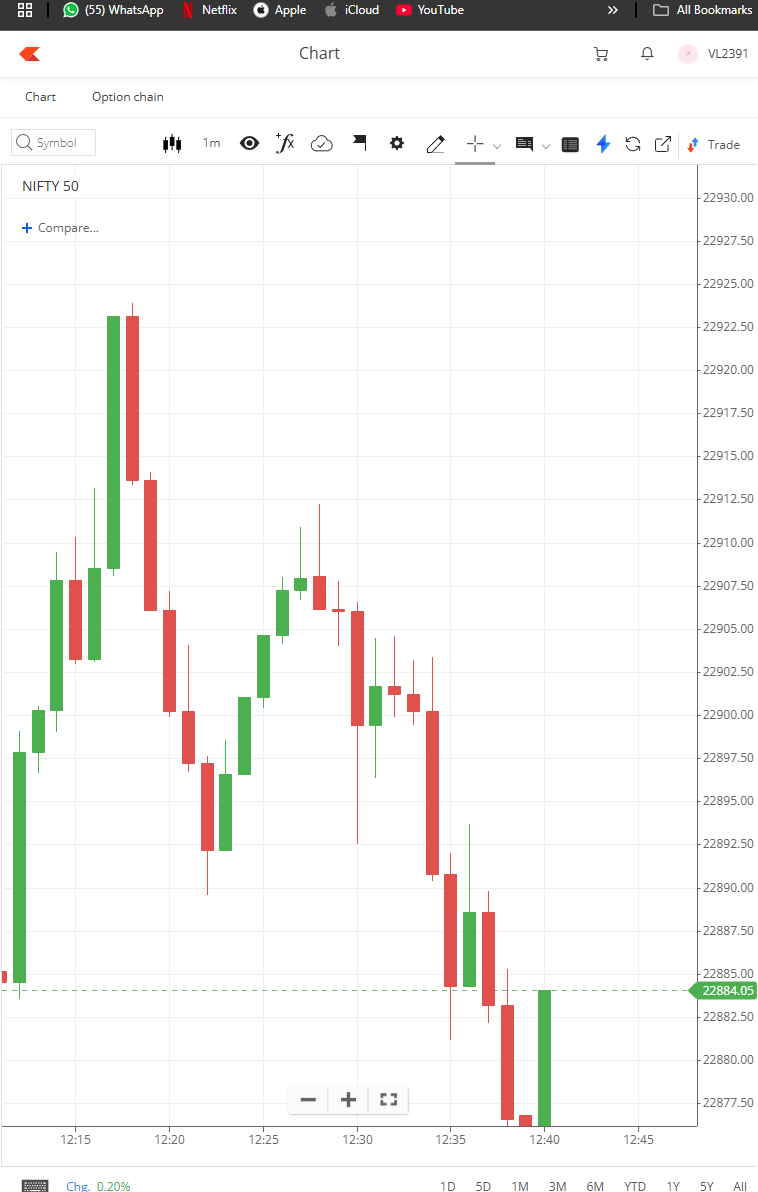 (55) WhatsApp Netflix Apple iCloud YouTube » All Bookmarks
Chart VL2391
Chart Option chain
Symbol 1m +fx Trade
NIFTY 50
+ Compare...
22930.00
22927.50
22925.00
22922.50
22920.00
22917.50
22915.00
22912.50
22910.00
22907.50
22905.00
22902.50
22900.00
22897.50
22895.00
22892.50
22890.00
22887.50
22885.00
22884.05
22882.50
22880.00
22877.50
12:15 12:20 12:25 12:30 12:35 12:40 12:45
Chg. 0.20% 1D 5D 1M 3M 6M YTD 1Y 5Y All